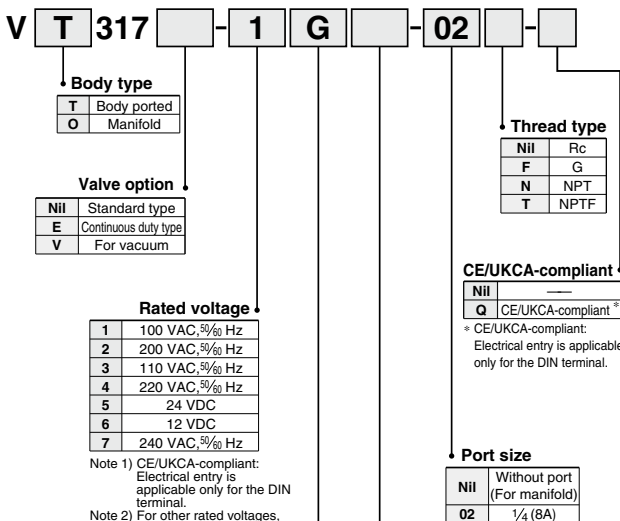 V T 317 - 1 G - 02 -
Body type
T Body ported
O Manifold
Valve option
Nil Standard type
E Continuous duty type
V For vacuum
Rated voltage
1 100 VAC, 50/60 Hz
2 200 VAC, 50/60 Hz
3 110 VAC, 50/60 Hz
4 220 VAC, 50/60 Hz
5 24 VDC
6 12 VDC
7 240 VAC, 50/60 Hz
Note 1) CE/UKCA-compliant:
Electrical entry is
applicable only for the DIN
terminal.
Note 2) For other rated voltages,
Thread type
Nil Rc
F G
N NPT
T NPTF
CE/UKCA-compliant
Nil —
Q CE/UKCA-compliant *
* CE/UKCA-compliant:
Electrical entry is applicable
only for the DIN terminal.
Port size
Nil Without port
(For manifold)
02 1/4 (8A)